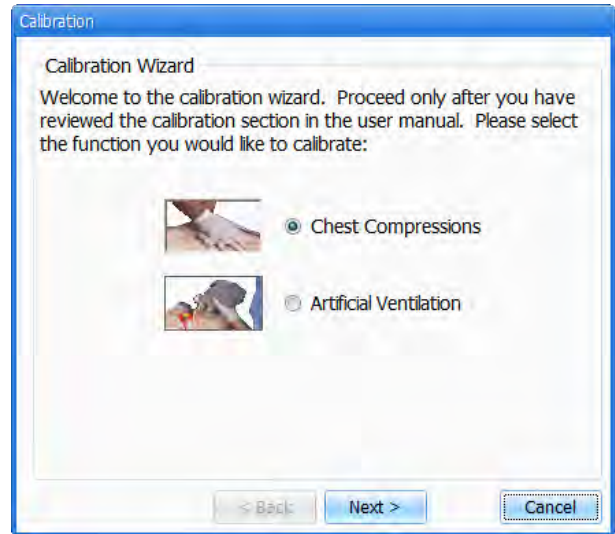 Calibration
Calibration Wizard
Welcome to the calibration wizard. Proceed only after you have
reviewed the calibration section in the user manual. Please select
the function you would like to calibrate:
Chest Compressions
Artificial Ventilation
< Back Next > Cancel